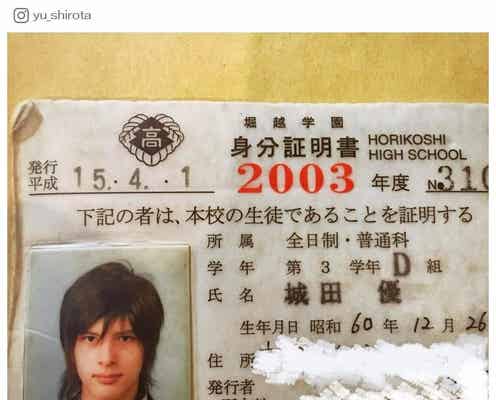 yu_shirota
高
堀越学園
身分証明書 HORIKOSHI HIGH SCHOOL
発行
平成 15.4.1 2003 年度 No.310
下記の者は、本校の生徒であることを証明する
所属 全日制・普通科
学年 第3学年D組
氏名 城田 優
生年月日 昭和60年12月26
住所
発行者